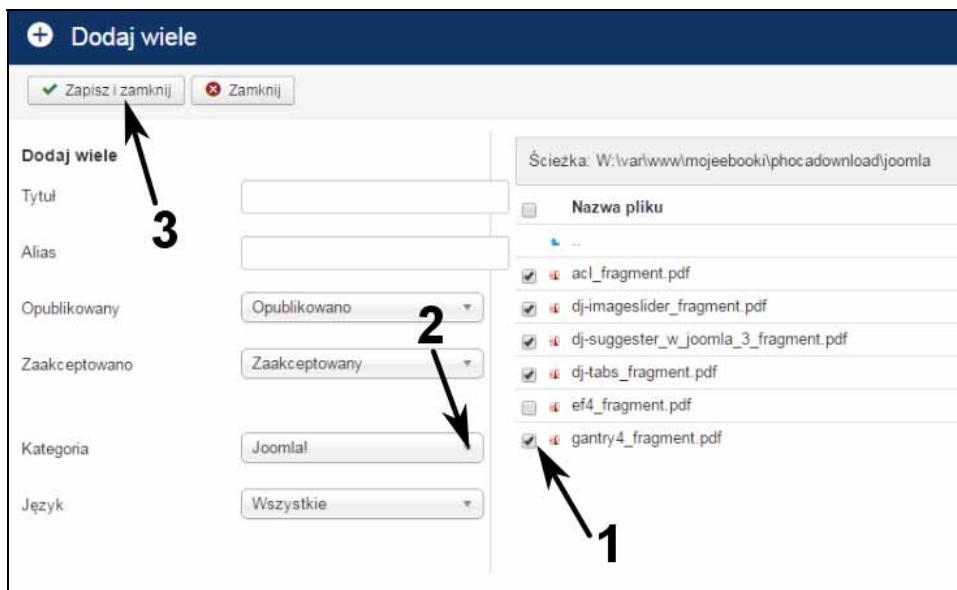 Dodaj wiele
Zapisz i zamknij
Zamknij
Dodaj wiele
Tytuł
Alias
Opublikowany
Opublikowano
Zaakceptowano
Zaakceptowany
Kategoria
Joomla!
Język
Wszystkie
3
2
Ścieżka: W:\var\www\mojeebooki\phocadownload\joomla
Nazwa pliku
..
acl_fragment.pdf
dj-imageslider_fragment.pdf
dj-suggester_w_joomla_3_fragment.pdf
dj-tabs_fragment.pdf
ef4_fragment.pdf
gantry4_fragment.pdf
1